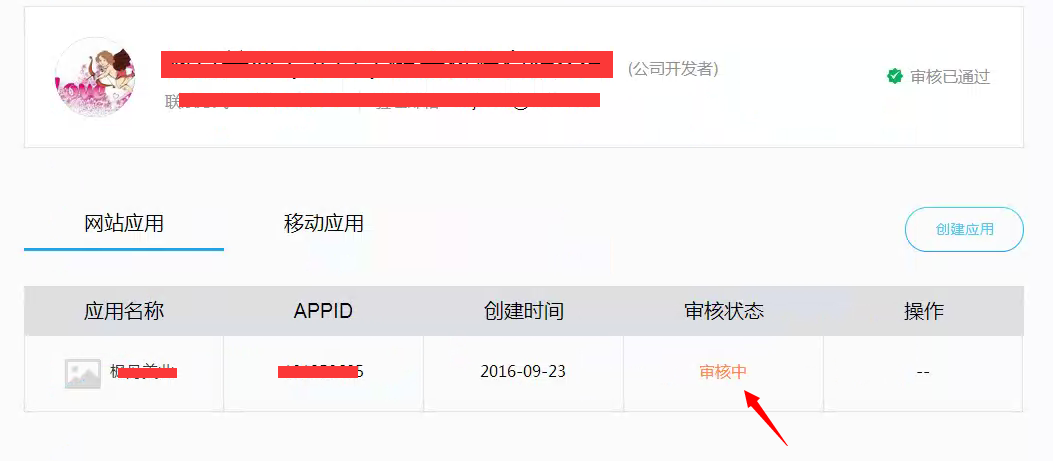 (公司开发者)
审核已通过
联
网站应用
移动应用
创建应用
应用名称 APPID 创建时间 审核状态 操作
2016-09-23 审核中 --